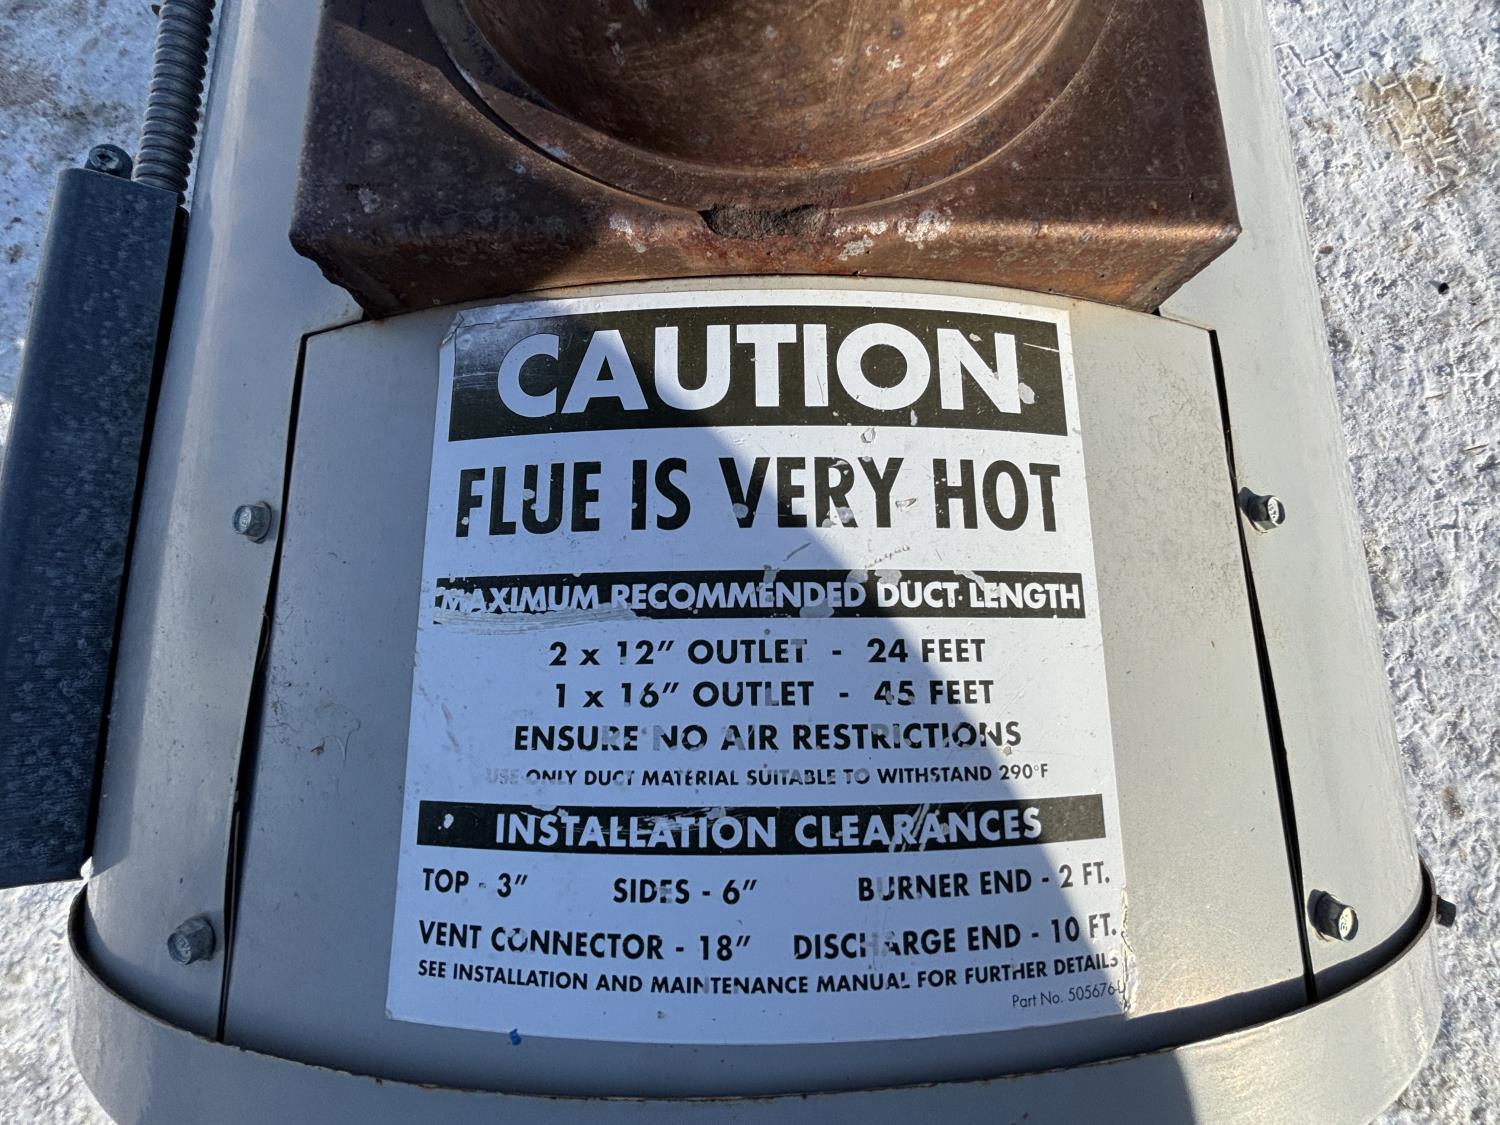 CAUTION
FLUE IS VERY HOT
MAXIMUM RECOMMENDED DUCT LENGTH
2 x 12" OUTLET - 24 FEET
1 x 16" OUTLET - 45 FEET
ENSURE NO AIR RESTRICTIONS
USE ONLY DUCT MATERIAL SUITABLE TO WITHSTAND 290°F
INSTALLATION CLEARANCES
TOP - 3" SIDES - 6" BURNER END - 2 FT.
VENT CONNECTOR - 18" DISCHARGE END - 10 FT.
SEE INSTALLATION AND MAINTENANCE MANUAL FOR FURTHER DETAILS
Part No.